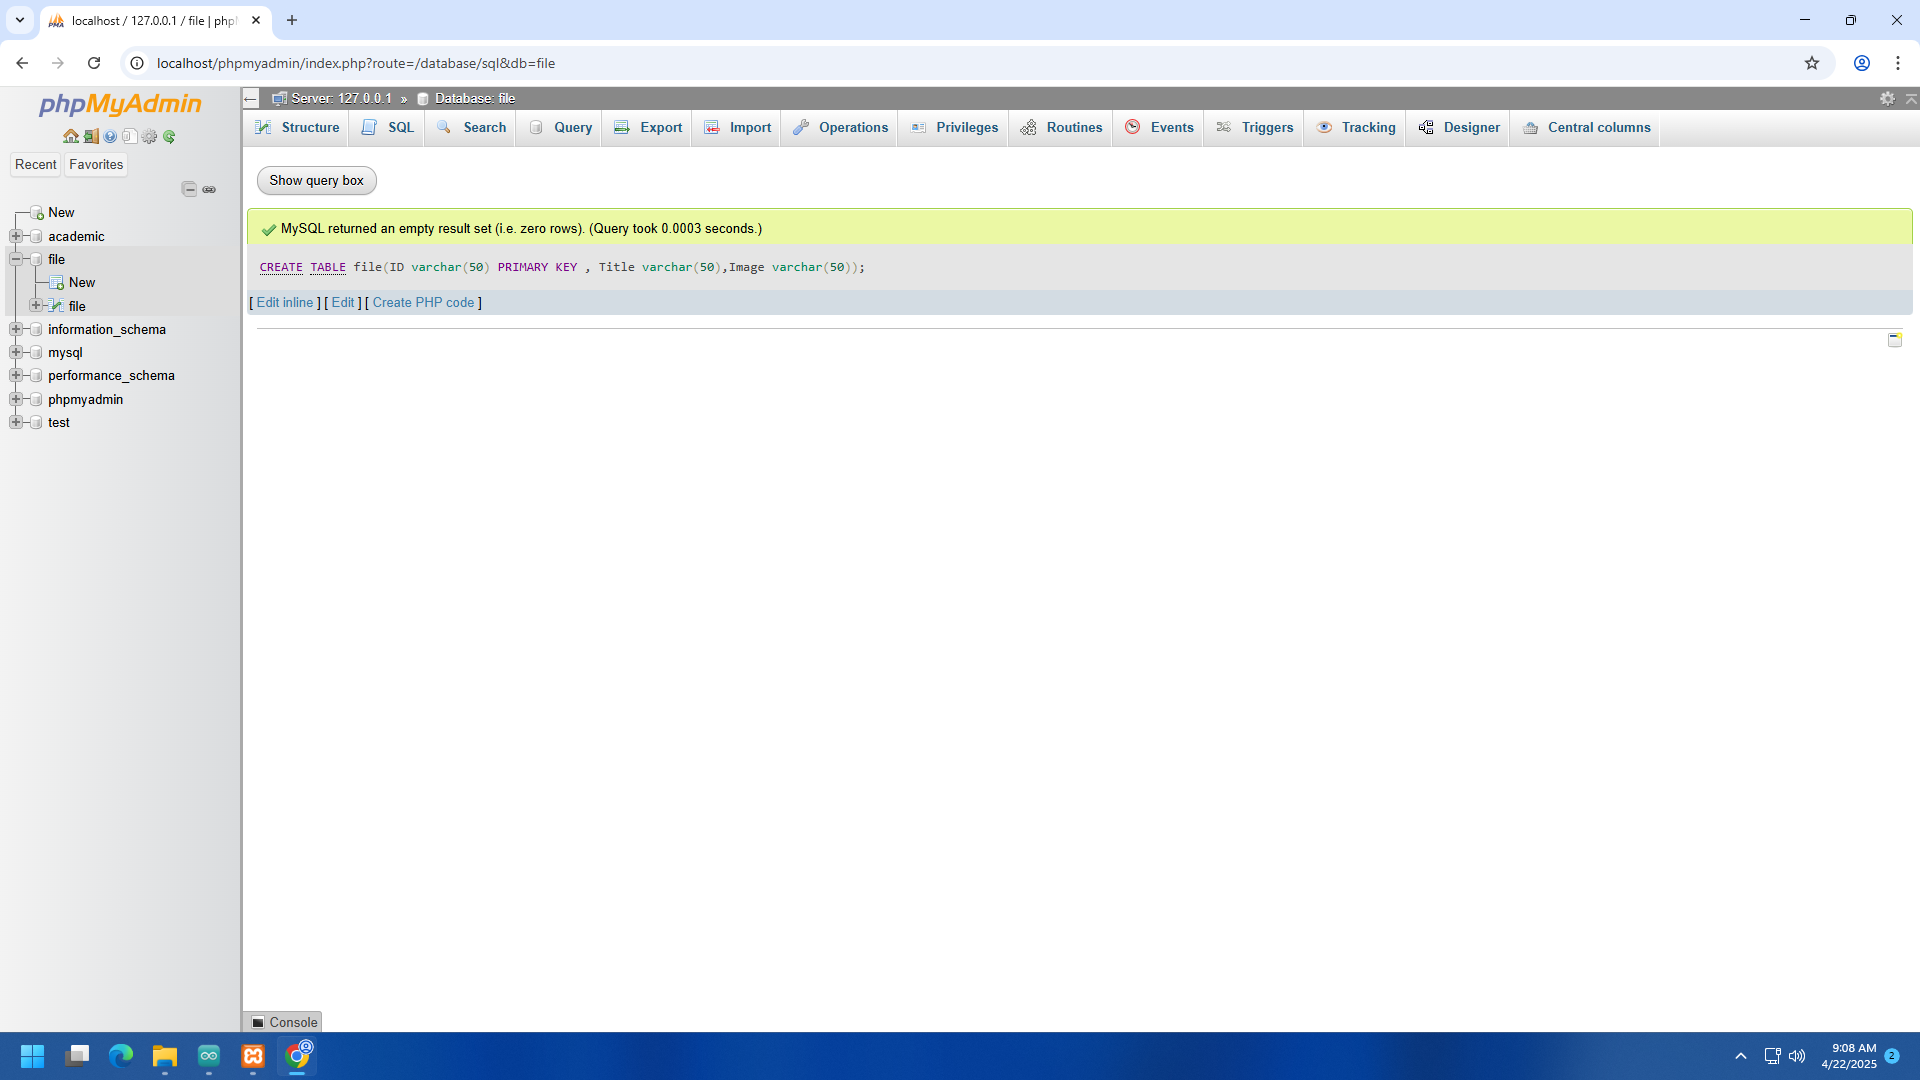 localhost / 127.0.0.1 / file | php
localhost/phpmyadmin/index.php?route=/database/sql&db=file
phpMyAdmin
Recent
Favorites
New
academic
file
New
file
information_schema
mysql
performance_schema
phpmyadmin
test
Server: 127.0.0.1 » Database: file
Structure
SQL
Search
Query
Export
Import
Operations
Privileges
Routines
Events
Triggers
Tracking
Designer
Central columns
Show query box
MySQL returned an empty result set (i.e. zero rows). (Query took 0.0003 seconds.)
CREATE TABLE file(ID varchar(50) PRIMARY KEY , Title varchar(50),Image varchar(50));
[ Edit inline ] [ Edit ] [ Create PHP code ]
Console
9:08 AM
4/22/2025
2